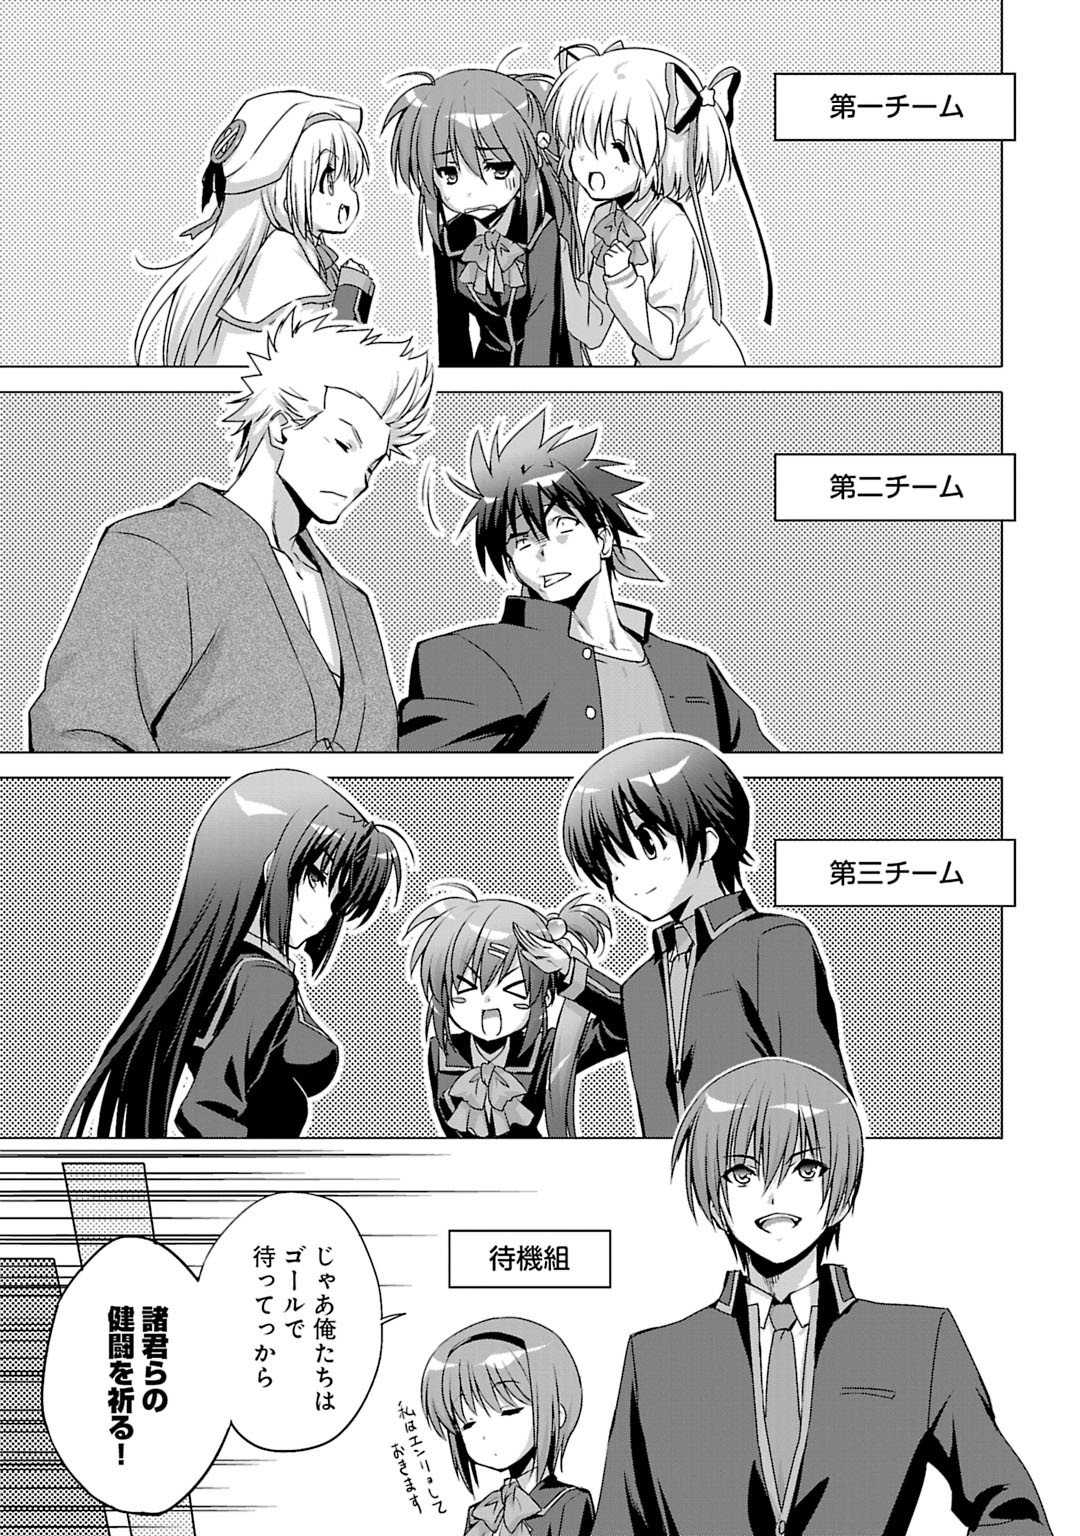 第一チーム
第二チーム
第三チーム
待機組
じゃあ俺たちは
ゴールで
待ってっから
諸君らの
健闘を祈る！
私はエンリョして
おきます